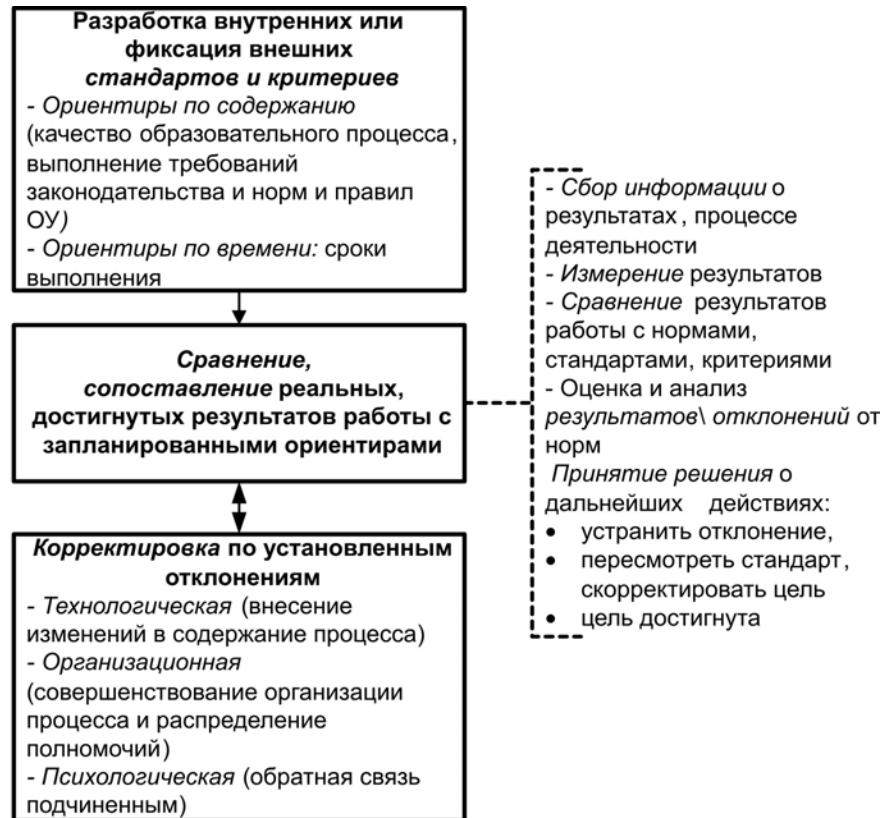 Разработка внутренних или
фиксация внешних
стандартов и критериев
- Ориентиры по содержанию
(качество образовательного процесса,
выполнение требований
законодательства и норм и правил
ОУ)
- Ориентиры по времени: сроки
выполнения
Сравнение,
сопоставление реальных,
достигнутых результатов работы с
запланированными ориентирами
- Сбор информации о
результатах, процессе
деятельности
- Измерение результатов
- Сравнение результатов
работы с нормами,
стандартами, критериями
- Оценка и анализ
результатов\ отклонений от
норм
Принятие решения о
дальнейших действиях:
• устранить отклонение,
• пересмотреть стандарт,
скорректировать цель
• цель достигнута
Корректировка по установленным
отклонениям
- Технологическая (внесение
изменений в содержание процесса)
- Организационная
(совершенствование организации
процесса и распределение
полномочий)
- Психологическая (обратная связь
подчиненным)